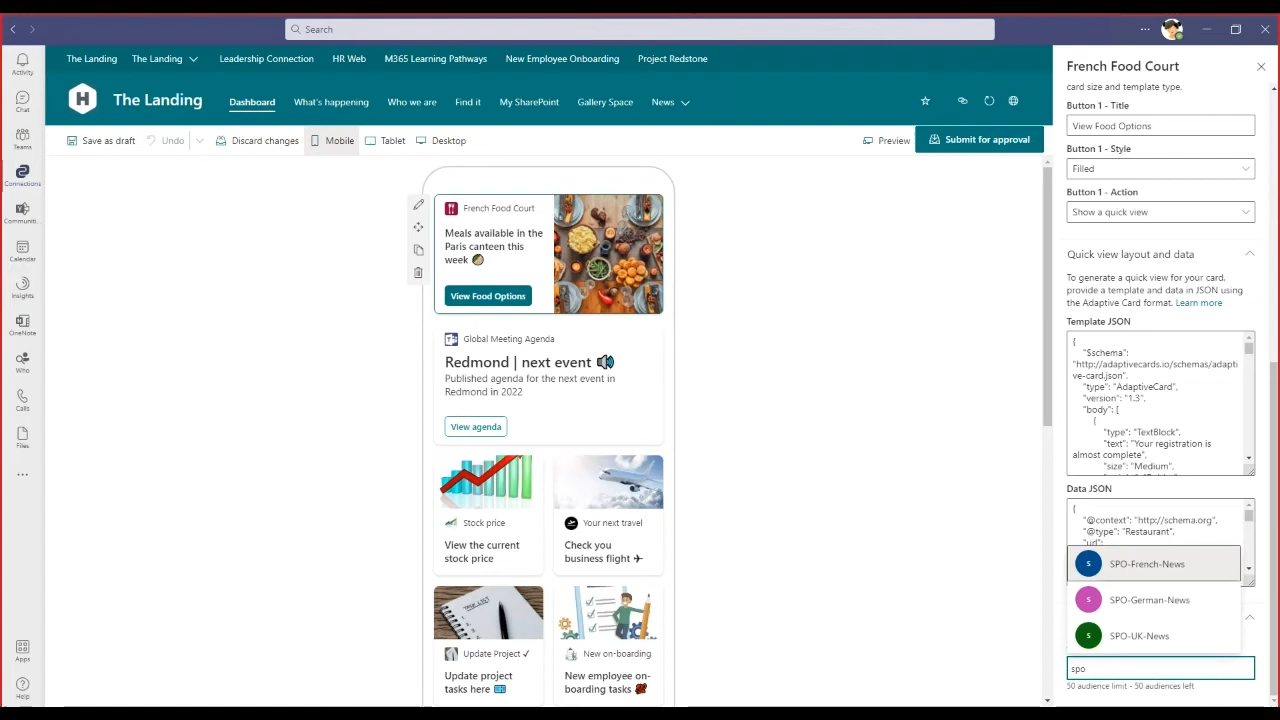 Search
Activity
Chat
Teams
Connections
Communiti...
Calendar
Insights
OneNote
Who
Calls
Files
Apps
Help
The Landing
The Landing
Leadership Connection
HR Web
M365 Learning Pathways
New Employee Onboarding
Project Redstone
H
The Landing
Dashboard
What's happening
Who we are
Find it
My SharePoint
Gallery Space
News
Save as draft
Undo
Discard changes
Mobile
Tablet
Desktop
Preview
Submit for approval
French Food Court
Meals available in the
Paris canteen this
week
View Food Options
Global Meeting Agenda
Redmond | next event
Published agenda for the next event in
Redmond in 2022
View agenda
Stock price
View the current
stock price
Your next travel
Check you
business flight ✈
Update Project ✓
Update project
tasks here
New on-boarding
New employee on-
boarding tasks
French Food Court
card size and template type.
Button 1 - Title
View Food Options
Button 1 - Style
Filled
Button 1 - Action
Show a quick view
Quick view layout and data
To generate a quick view for your card,
provide a template and data in JSON using
the Adaptive Card format. Learn more
Template JSON
{
"$schema":
"http://adaptivecards.io/schemas/adapti
ve-card.json",
"type": "AdaptiveCard",
"version": "1.3",
"body": [
{
"type": "TextBlock",
"text": "Your registration is
almost complete",
"size": "Medium",
Data JSON
{
"@context": "http://schema.org",
"@type": "Restaurant",
"url":
S SPO-French-News
S SPO-German-News
S SPO-UK-News
spo
50 audience limit - 50 audiences left